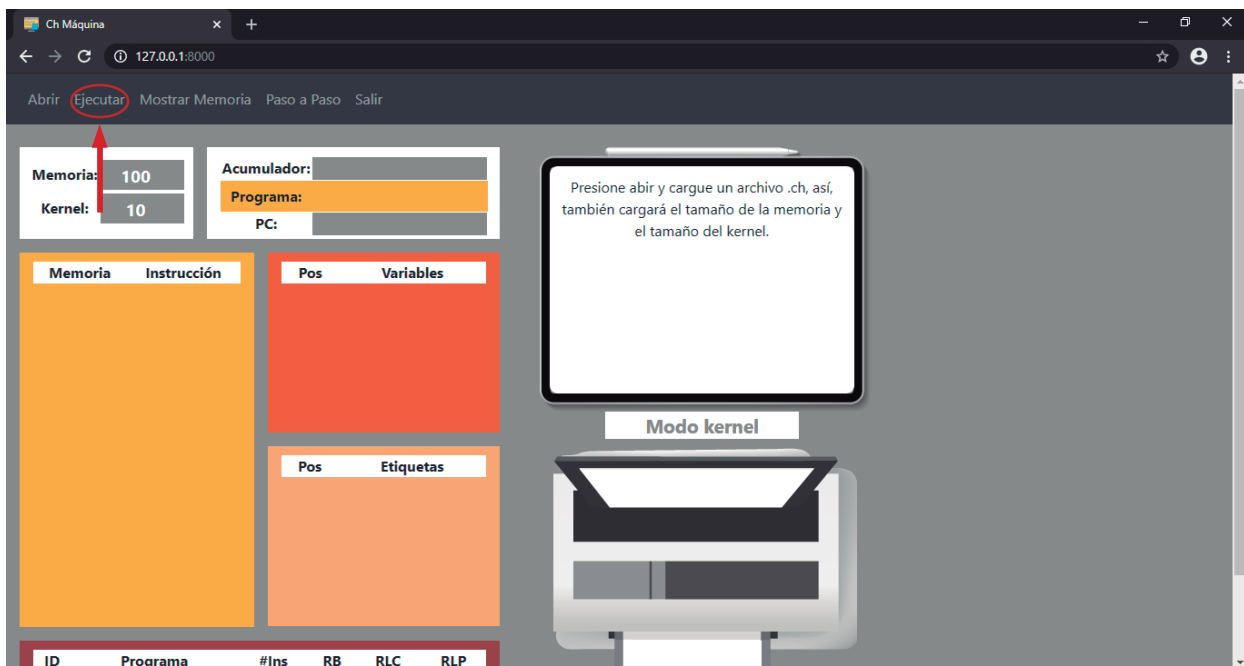 Ch Máquina
127.0.0.1:8000
Abrir Ejecutar Mostrar Memoria Paso a Paso Salir
Memoria: 100
Kernel: 10
Acumulador:
Programa:
PC:
Presione abir y cargue un archivo .ch, así,
también cargará el tamaño de la memoria y
el tamaño del kernel.
Memoria Instrucción
Pos Variables
Modo kernel
Pos Etiquetas
ID Programa #Ins RB RLC RLP